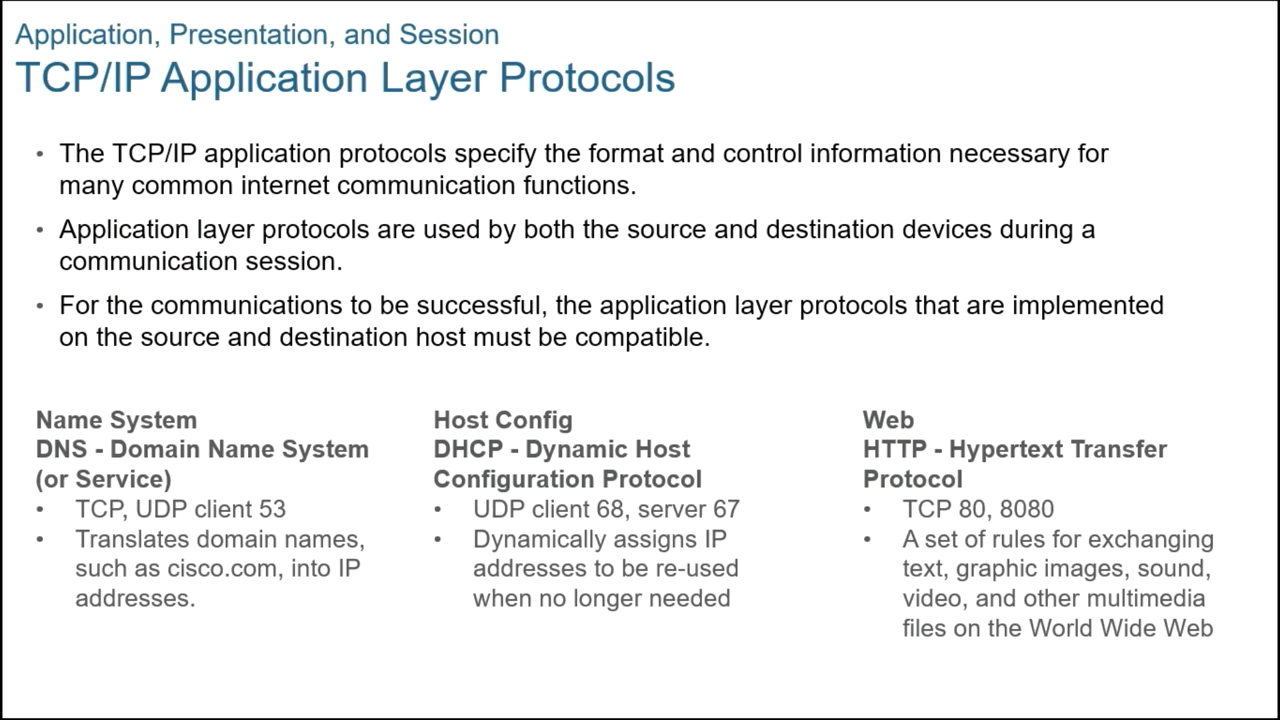 Application, Presentation, and Session
TCP/IP Application Layer Protocols
• The TCP/IP application protocols specify the format and control information necessary for
many common internet communication functions.
• Application layer protocols are used by both the source and destination devices during a
communication session.
• For the communications to be successful, the application layer protocols that are implemented
on the source and destination host must be compatible.
Name System
DNS - Domain Name System
(or Service)
• TCP, UDP client 53
• Translates domain names,
such as cisco.com, into IP
addresses.
Host Config
DHCP - Dynamic Host
Configuration Protocol
• UDP client 68, server 67
• Dynamically assigns IP
addresses to be re-used
when no longer needed
Web
HTTP - Hypertext Transfer
Protocol
• TCP 80, 8080
• A set of rules for exchanging
text, graphic images, sound,
video, and other multimedia
files on the World Wide Web